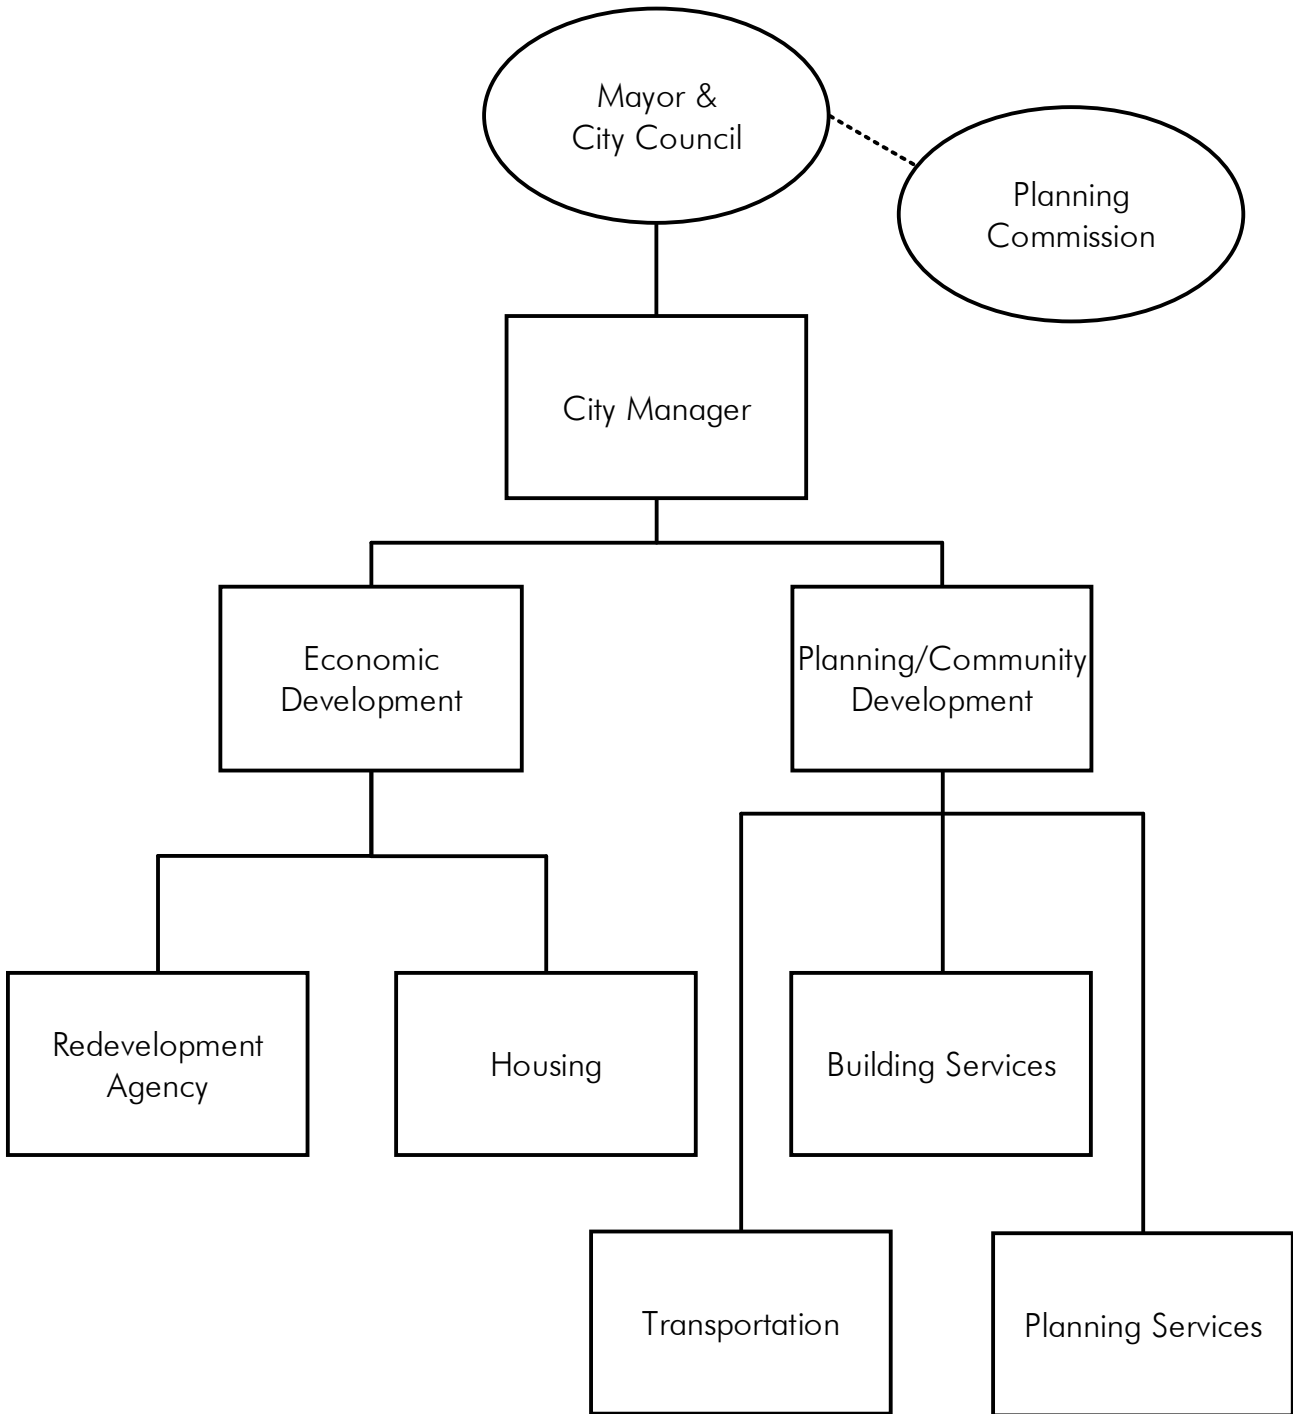 Mayor &
City Council
Planning
Commission
City Manager
Economic
Development
Planning/Community
Development
Redevelopment
Agency
Housing
Building Services
Transportation
Planning Services